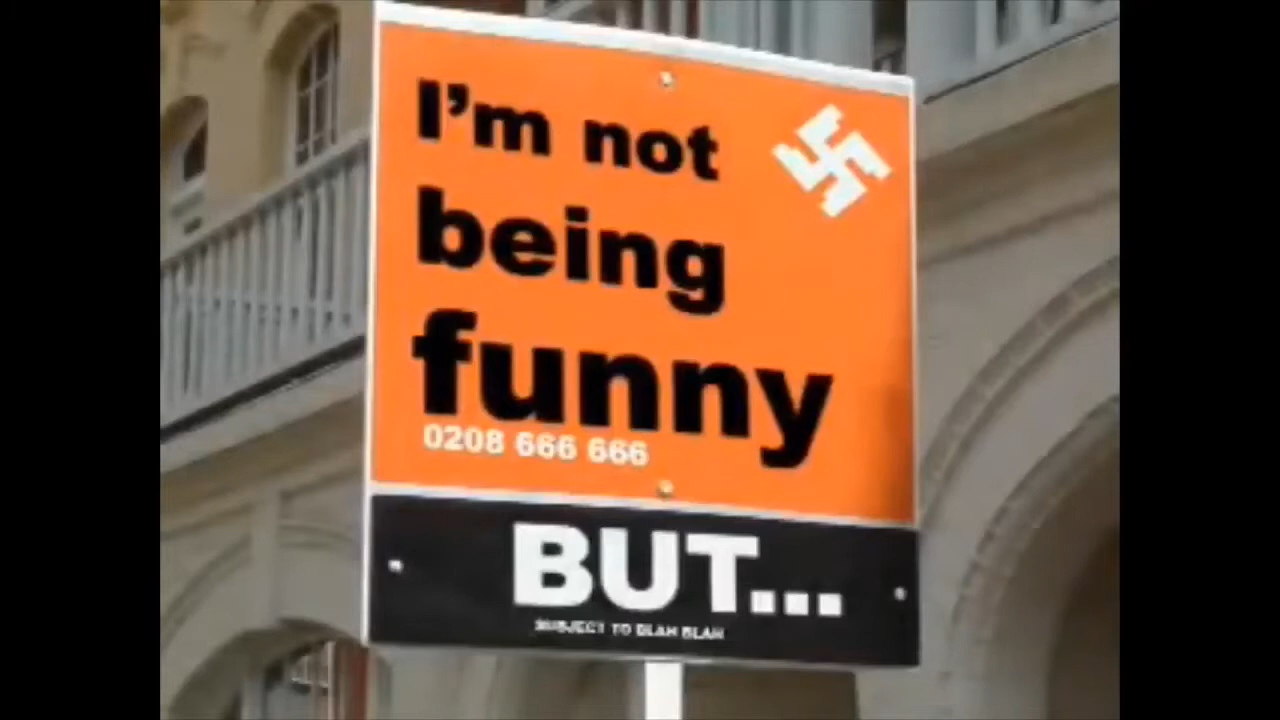 I'm not
being
funny
0208 666 666
BUT...
SUBJECT TO BLAH BLAH